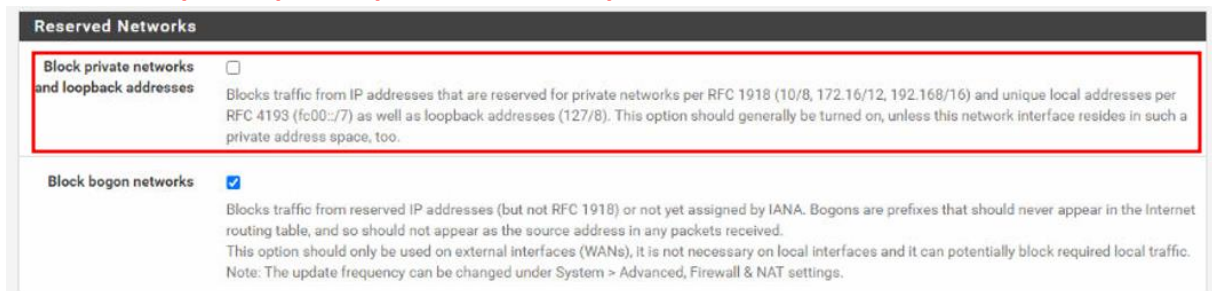 Reserved Networks
Block private networks
and loopback addresses
Blocks traffic from IP addresses that are reserved for private networks per RFC 1918 (10/8, 172.16/12, 192.168/16) and unique local addresses per
RFC 4193 (fc00::/7) as well as loopback addresses (127/8). This option should generally be turned on, unless this network interface resides in such a
private address space, too.
Block bogon networks
Blocks traffic from reserved IP addresses (but not RFC 1918) or not yet assigned by IANA. Bogons are prefixes that should never appear in the Internet
routing table, and so should not appear as the source address in any packets received.
This option should only be used on external interfaces (WANs), it is not necessary on local interfaces and it can potentially block required local traffic.
Note: The update frequency can be changed under System > Advanced, Firewall & NAT settings.